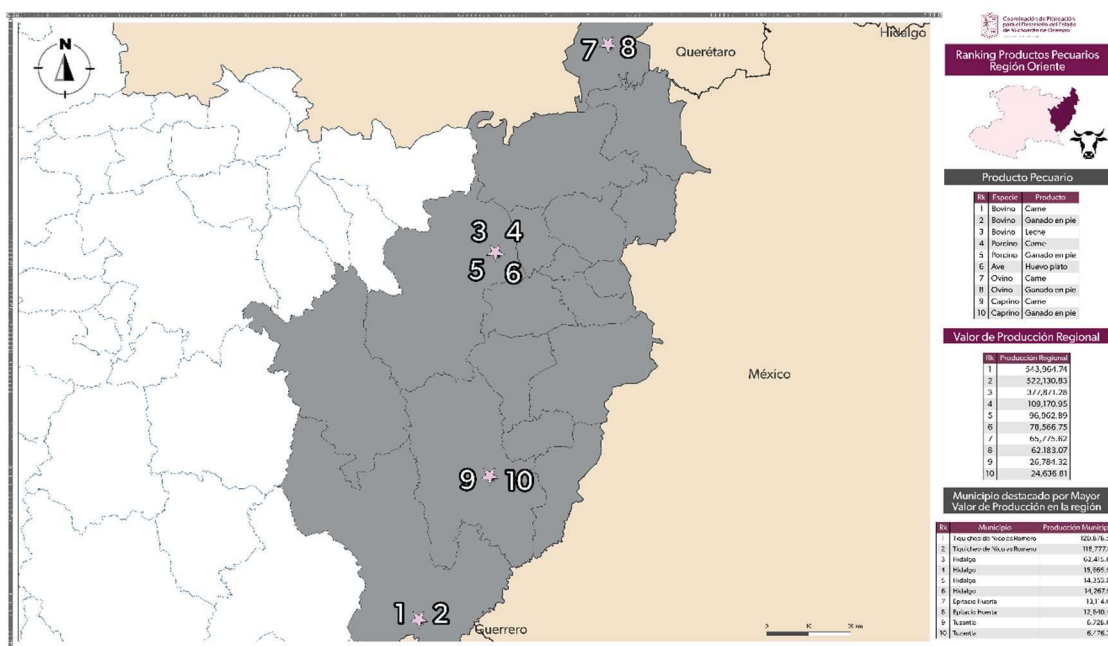 N
Hidalgo
Querétaro
7 8
3 4
5 6
México
9 10
1 2
Guerrero
Coordinación de Planeación
para el Desarrollo del Estado
de Michoacán de Ocampo
Ranking Productos Pecuarios
Región Oriente
Producto Pecuario
Rk Especie Producto
1 Bovino Carne
2 Bovino Ganado en pie
3 Bovino Leche
4 Porcino Carne
5 Porcino Ganado en pie
6 Ave Huevo plato
7 Ovino Carne
8 Ovino Ganado en pie
9 Caprino Carne
10 Caprino Ganado en pie
Valor de Producción Regional
Rk Producción Regional
1 543,964.74
2 522,130.83
3 377,871.28
4 109,170.95
5 96,962.89
6 78,566.75
7 65,775.62
8 62,183.07
9 26,784.32
10 24,636.81
Municipio destacado por Mayor
Valor de Producción en la región
Rk Municipio Producción Municip
1 Tiquicheo de Nicolas Romero
2 Tiquicheo de Nicolas Romero
3 Hidalgo
4 Hidalgo
5 Hidalgo
6 Hidalgo
7 Epitacio Huerta
8 Epitacio Huerta
9 Tuzantla
10 Tuzantla